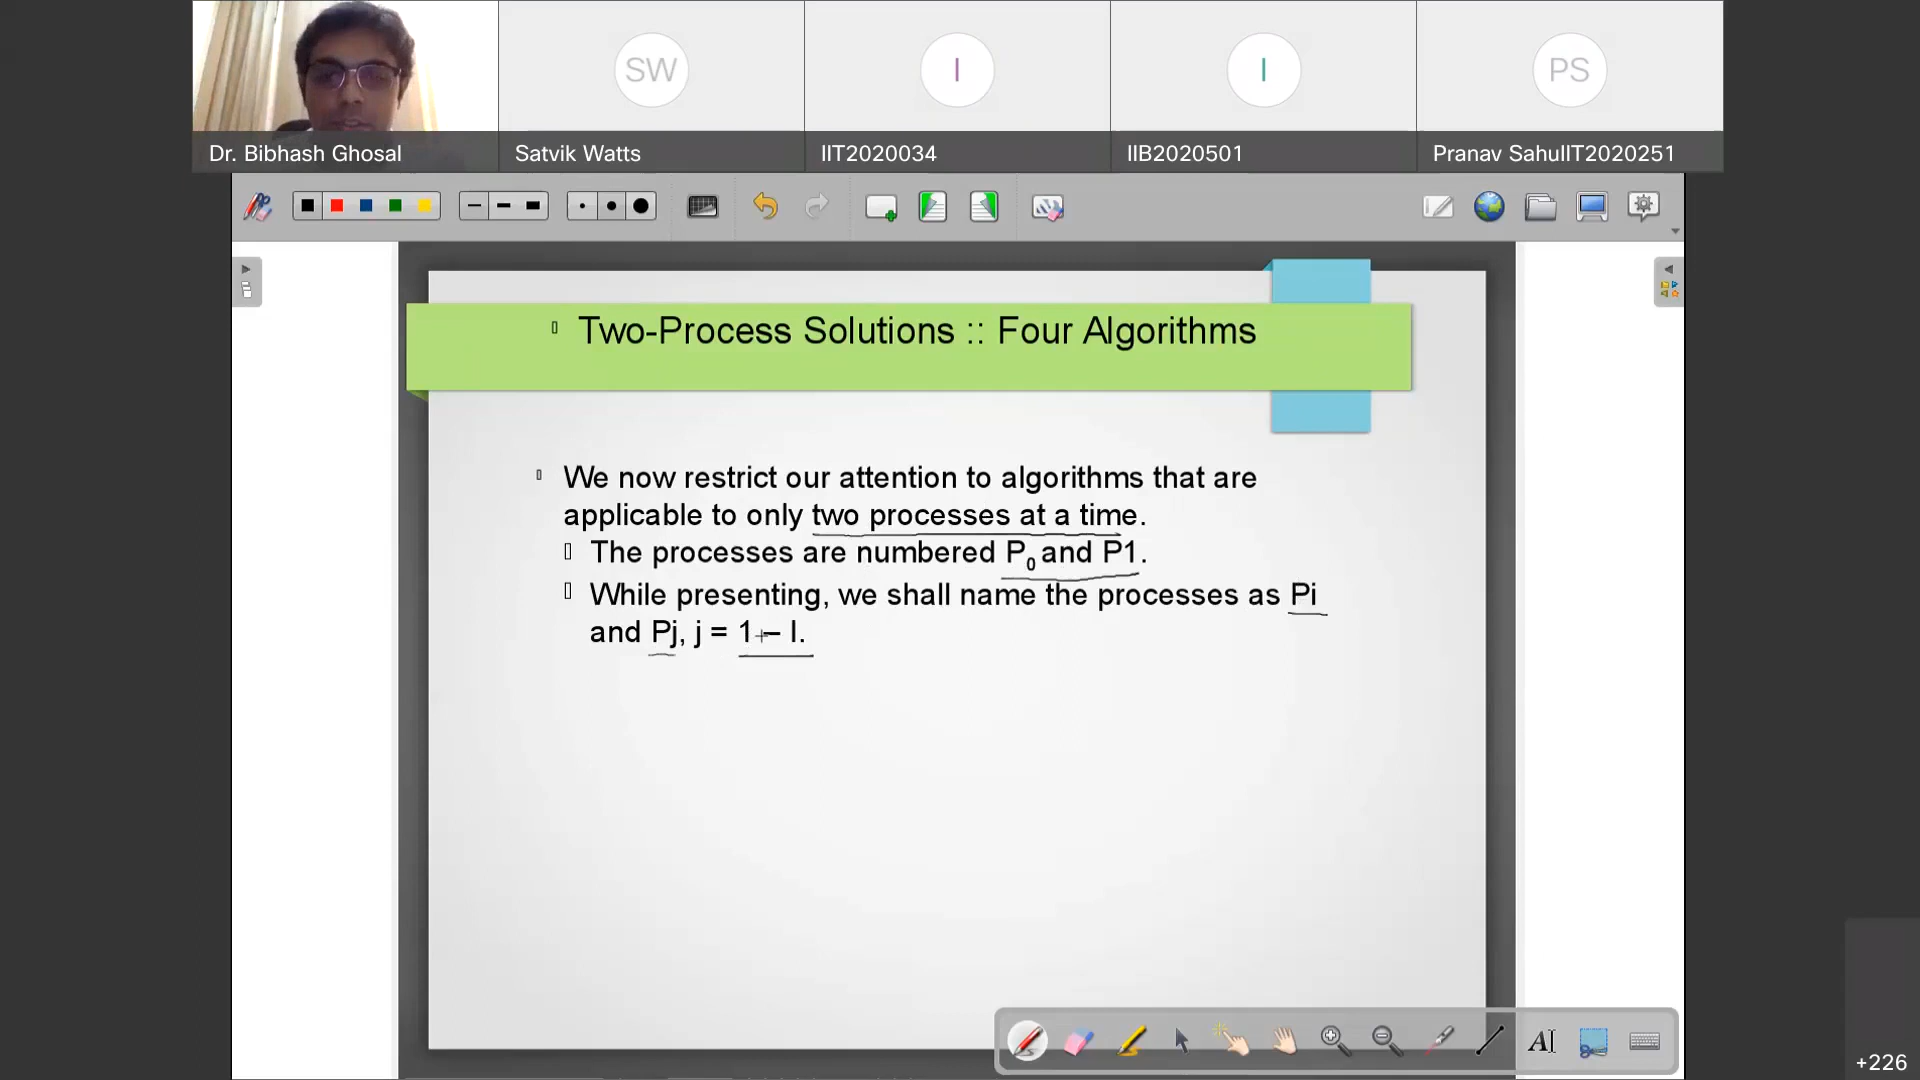 SW
I
I
PS
Dr. Bibhash Ghosal
Satvik Watts
IIT2020034
IIB2020501
Pranav SahuIIT2020251
Two-Process Solutions :: Four Algorithms
We now restrict our attention to algorithms that are
applicable to only two processes at a time.
The processes are numbered P0 and P1.
While presenting, we shall name the processes as Pi
and Pj, j = 1 – I.
AI
+226